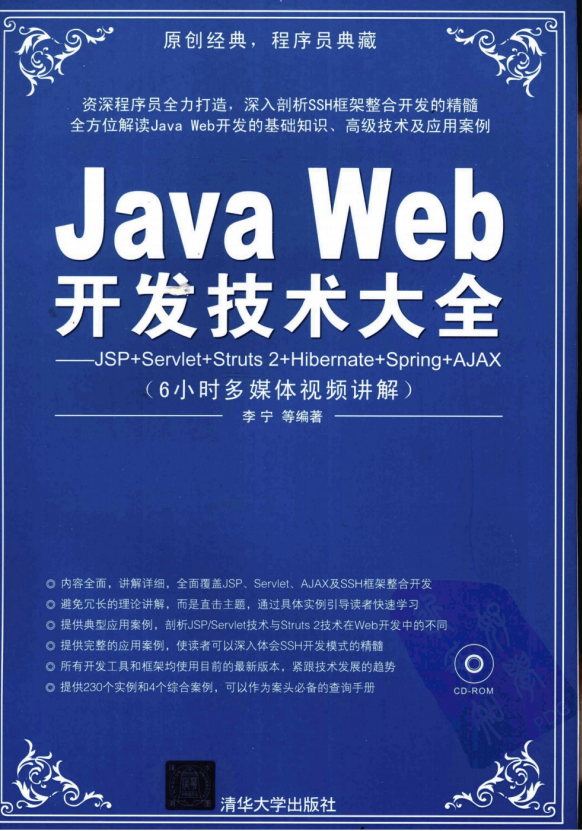 原创经典，程序员典藏
资深程序员全力打造，深入剖析SSH框架整合开发的精髓
全方位解读Java Web开发的基础知识、高级技术及应用案例
Java Web
开发技术大全
——JSP+Servlet+Struts 2+Hibernate+Spring+AJAX
（6小时多媒体视频讲解）
李宁 等编著
◎ 内容全面，讲解详细，全面覆盖JSP、Servlet、AJAX及SSH框架整合开发
◎ 避免冗长的理论讲解，而是直击主题，通过具体实例引导读者快速学习
◎ 提供典型应用案例，剖析JSP/Servlet技术与Struts 2技术在Web开发中的不同
◎ 提供完整的应用案例，使读者可以深入体会SSH开发模式的精髓
◎ 所有开发工具和框架均使用目前的最新版本，紧跟技术发展的趋势
◎ 提供230个实例和4个综合案例，可以作为案头必备的查询手册
CD-ROM
清华大学出版社